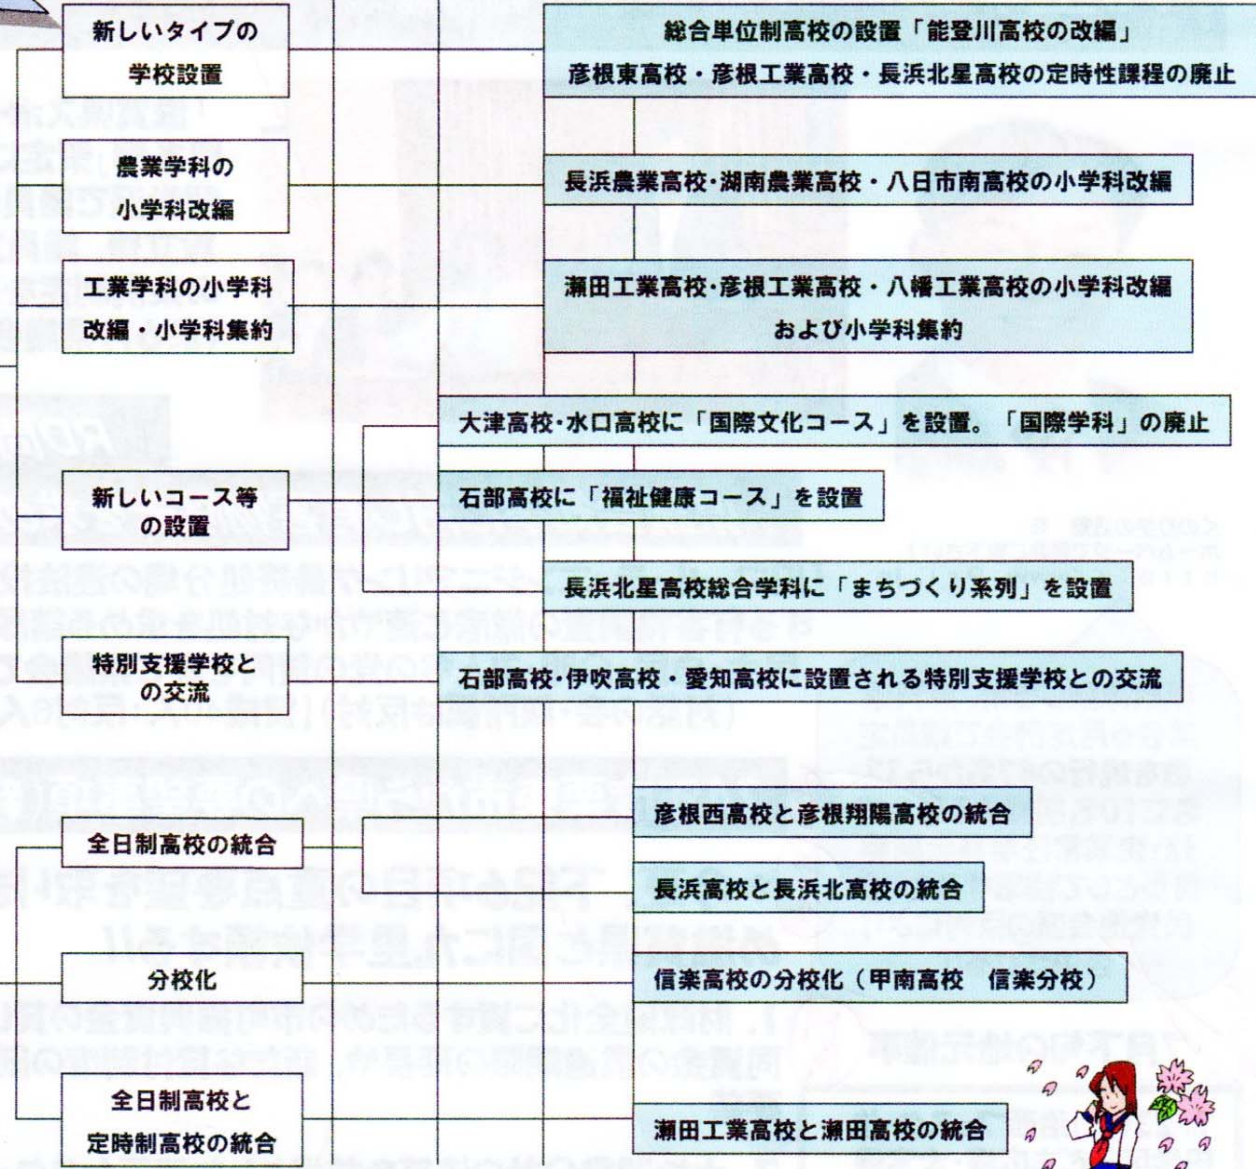 新しいタイプの
学校設置
総合単位制高校の設置「能登川高校の改編」
彦根東高校・彦根工業高校・長浜北星高校の定時性課程の廃止
農業学科の
小学科改編
長浜農業高校・湖南農業高校・八日市南高校の小学科改編
工業学科の小学科
改編・小学科集約
瀬田工業高校・彦根工業高校・八幡工業高校の小学科改編
および小学科集約
大津高校・水口高校に「国際文化コース」を設置。「国際学科」の廃止
新しいコース等
の設置
石部高校に「福祉健康コース」を設置
長浜北星高校総合学科に「まちづくり系列」を設置
特別支援学校と
の交流
石部高校・伊吹高校・愛知高校に設置される特別支援学校との交流
彦根西高校と彦根翔陽高校の統合
全日制高校の統合
長浜高校と長浜北高校の統合
分校化
信楽高校の分校化（甲南高校　信楽分校）
全日制高校と
定時制高校の統合
瀬田工業高校と瀬田高校の統合